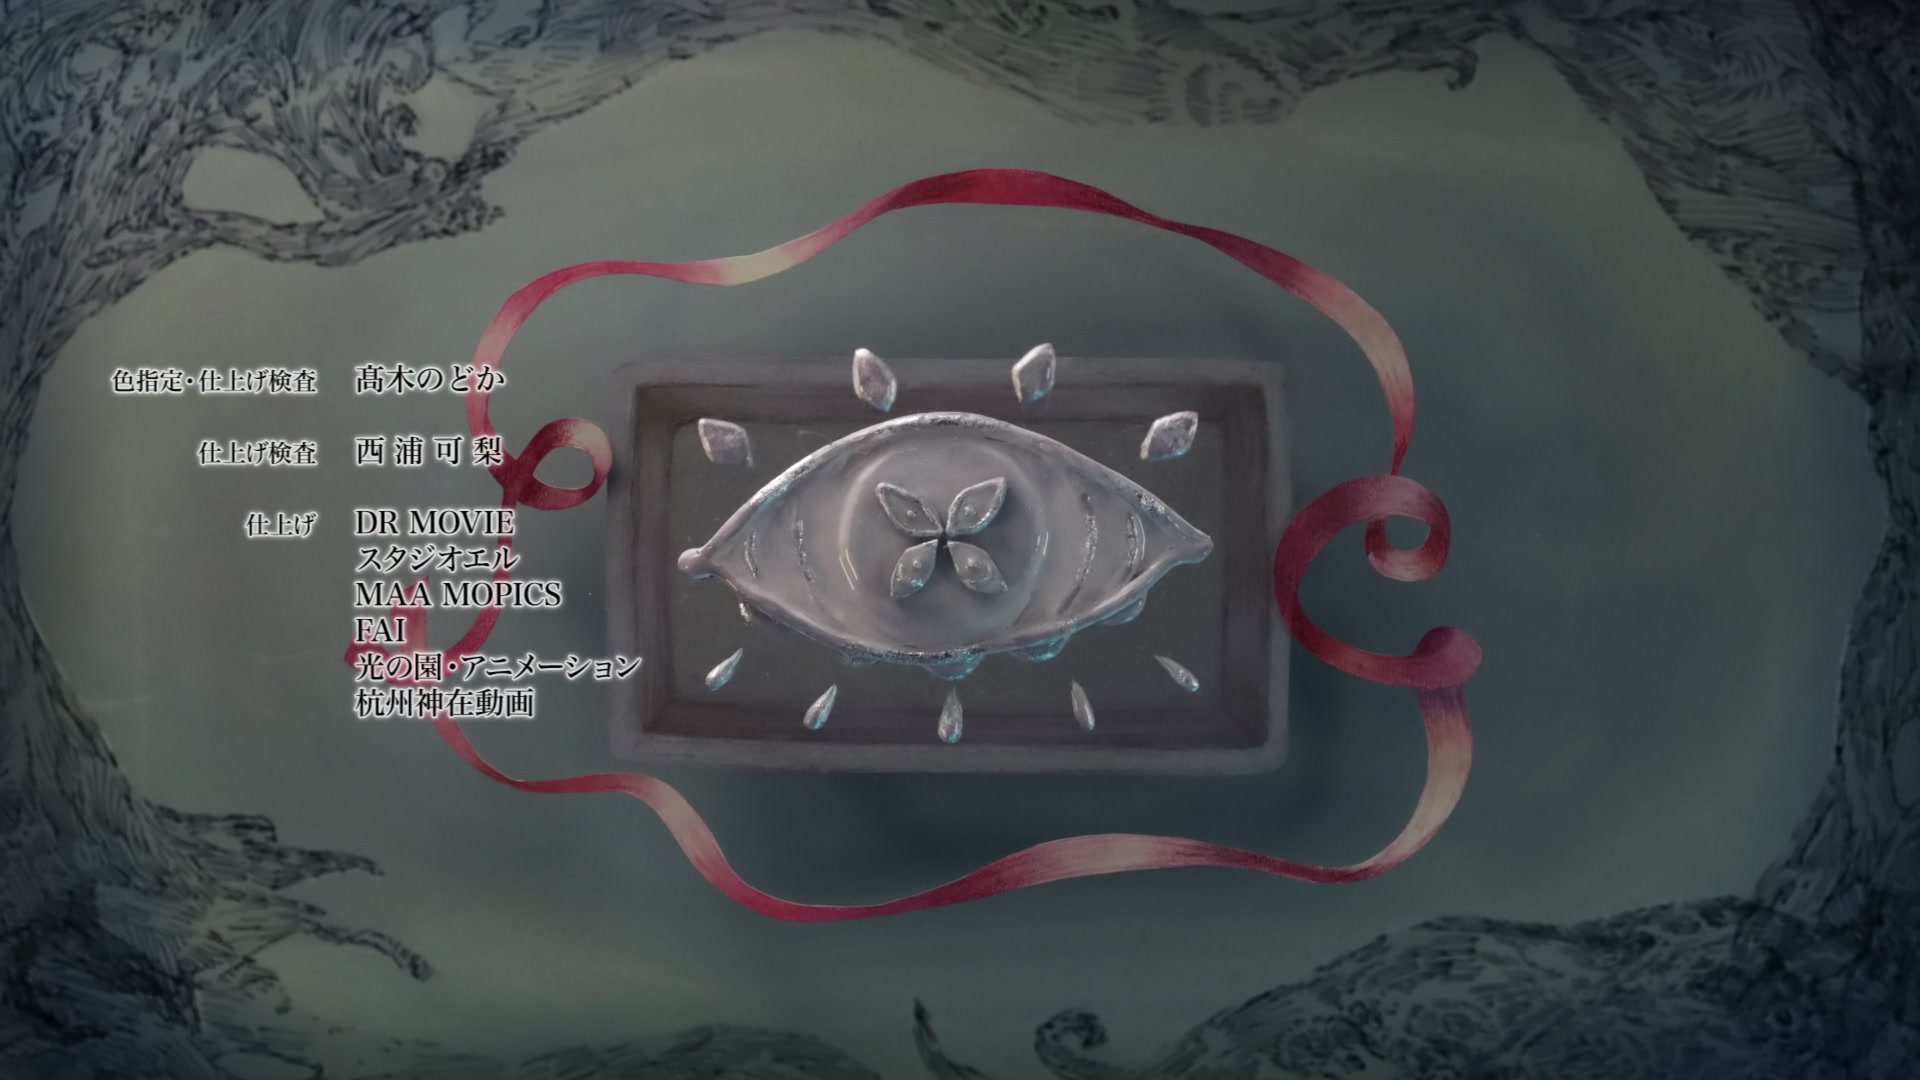 色指定・仕上げ検査 髙木のどか
仕上げ検査 西浦可梨
仕上げ DR MOVIE
スタジオエル
MAA MOPICS
FAI
光の園・アニメーション
杭州神在動画